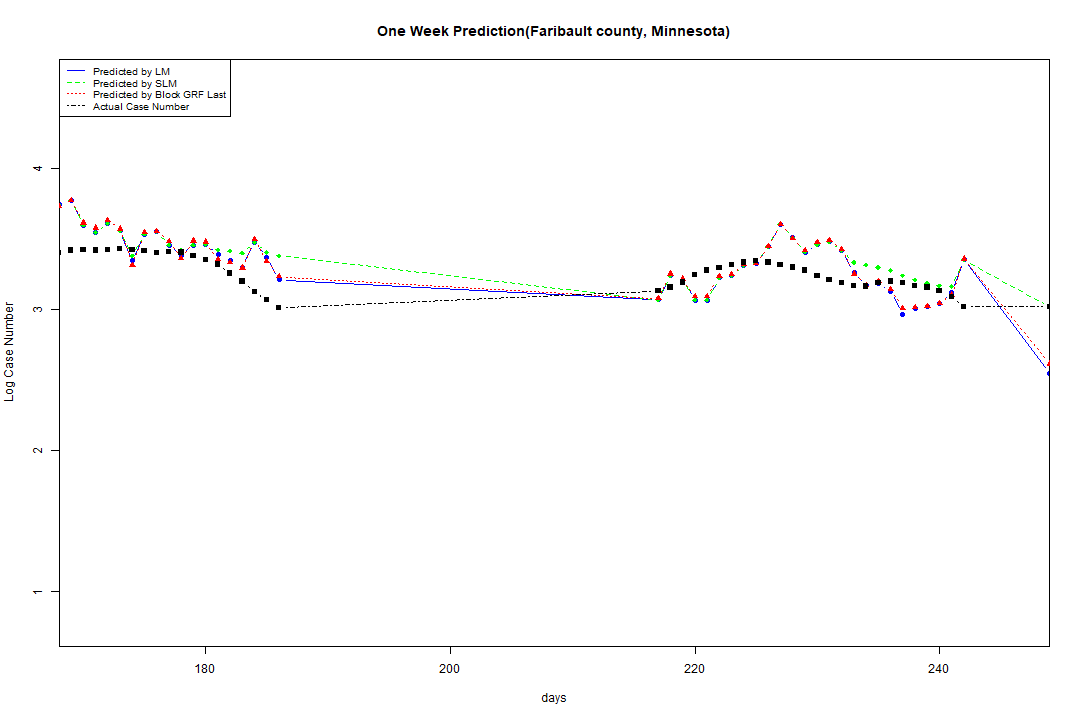 One Week Prediction(Faribault county, Minnesota)
Predicted by LM
Predicted by SLM
Predicted by Block GRF Last
Actual Case Number
4
3
2
1
Log Case Number
180 200 220 240
days